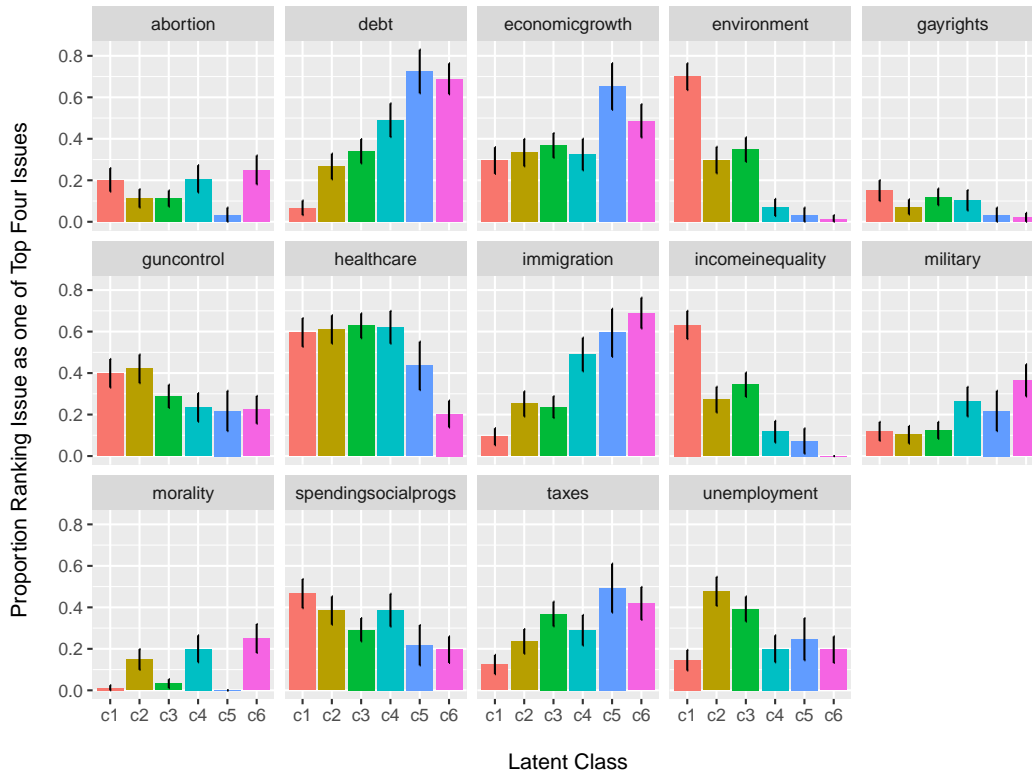 abortion debt economicgrowth environment gayrights
0.8
0.6
0.4
0.2
0.0
guncontrol healthcare immigration incomeinequality military
0.8
0.6
0.4
0.2
0.0
morality spendingsocialprogs taxes unemployment
0.8
0.6
0.4
0.2
0.0
c1 c2 c3 c4 c5 c6 c1 c2 c3 c4 c5 c6 c1 c2 c3 c4 c5 c6 c1 c2 c3 c4 c5 c6
Latent Class
Proportion Ranking Issue as one of Top Four Issues